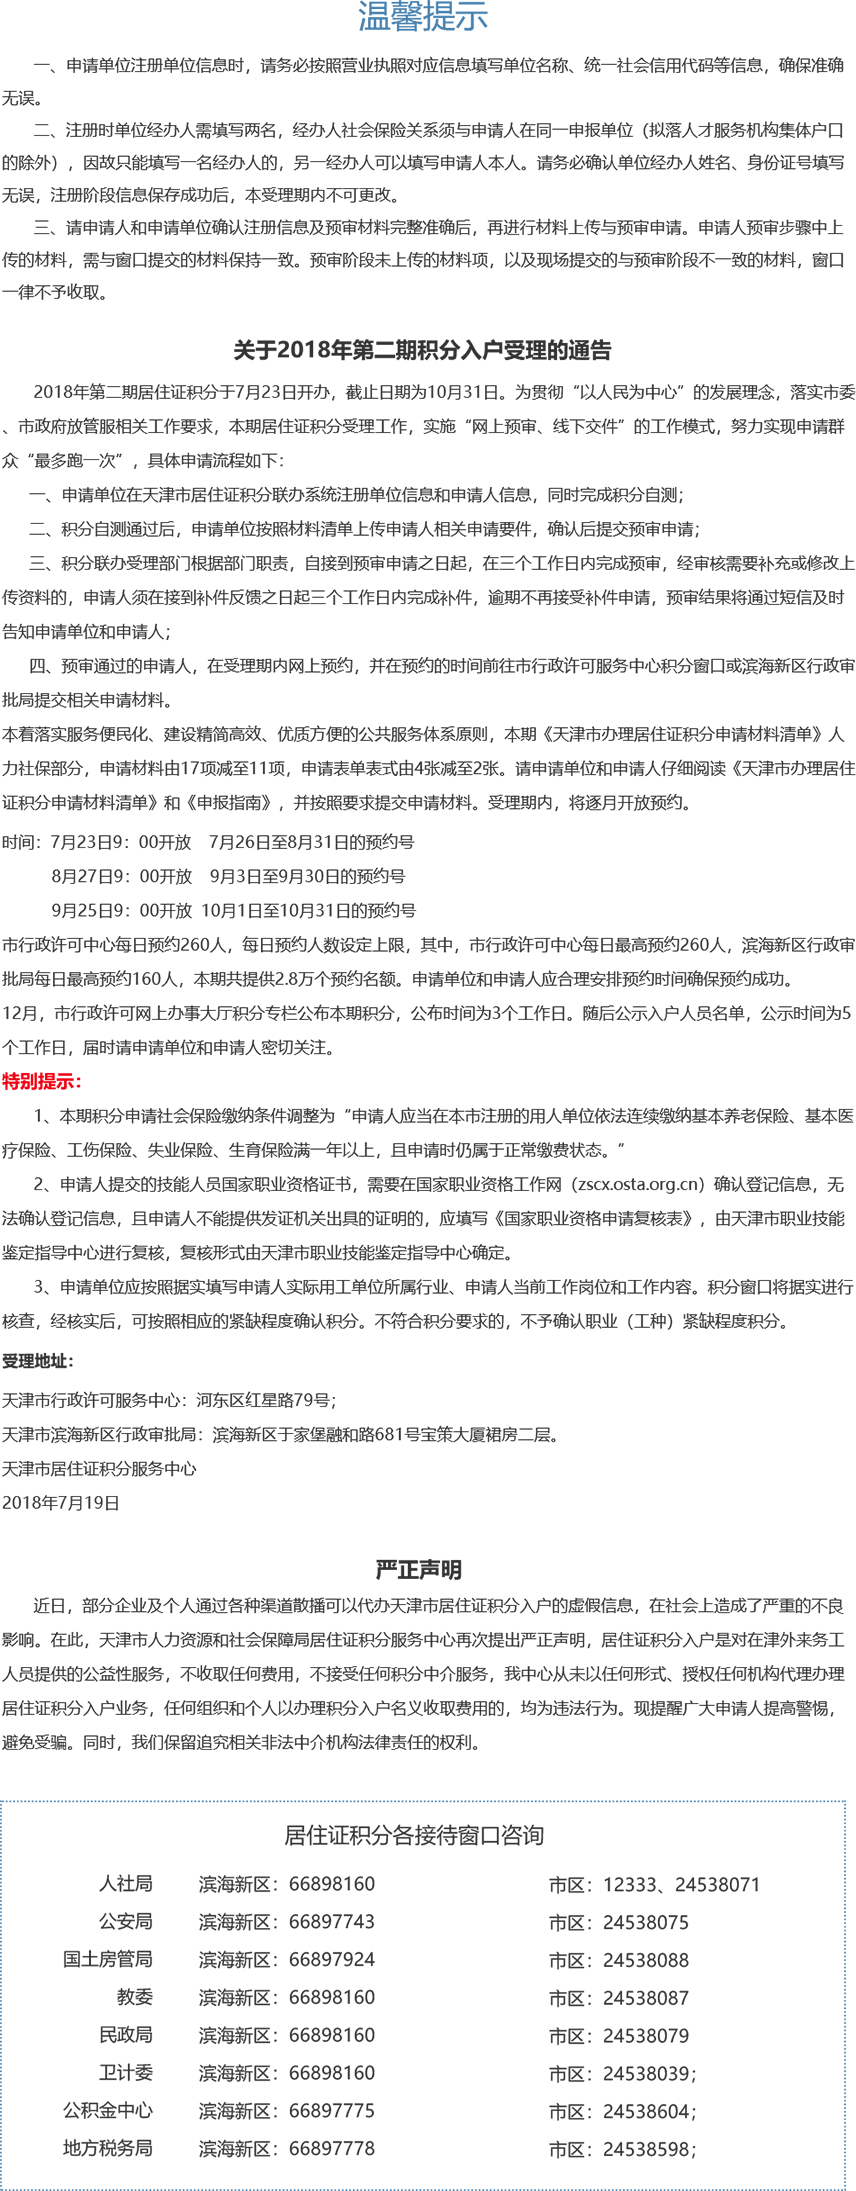 温馨提示
一、申请单位注册单位信息时，请务必按照营业执照对应信息填写单位名称、统一社会信用代码等信息，确保准确
无误。
二、注册时单位经办人需填写两名，经办人社会保险关系须与申请人在同一申报单位（拟落人才服务机构集体户口
的除外），因故只能填写一名经办人的，另一经办人可以填写申请人本人。请务必确认单位经办人姓名、身份证号填写
无误，注册阶段信息保存成功后，本受理期内不可更改。
三、请申请人和申请单位确认注册信息及预审材料完整准确后，再进行材料上传与预审申请。申请人预审步骤中上
传的材料，需与窗口提交的材料保持一致。预审阶段未上传的材料项，以及现场提交的与预审阶段不一致的材料，窗口
一律不予收取。
关于2018年第二期积分入户受理的通告
2018年第二期居住证积分于7月23日开办，截止日期为10月31日。为贯彻“以人民为中心”的发展理念，落实市委
、市政府放管服相关工作要求，本期居住证积分受理工作，实施“网上预审、线下交件”的工作模式，努力实现申请群
众“最多跑一次”，具体申请流程如下：
一、申请单位在天津市居住证积分联办系统注册单位信息和申请人信息，同时完成积分自测；
二、积分自测通过后，申请单位按照材料清单上传申请人相关申请要件，确认后提交预审申请；
三、积分联办受理部门根据部门职责，自接到预审申请之日起，在三个工作日内完成预审，经审核需要补充或修改上
传资料的，申请人须在接到补件反馈之日起三个工作日内完成补件，逾期不再接受补件申请，预审结果将通过短信及时
告知申请单位和申请人；
四、预审通过的申请人，在受理期内网上预约，并在预约的时间前往市行政许可服务中心积分窗口或滨海新区行政审
批局提交相关申请材料。
本着落实服务便民化、建设精简高效、优质方便的公共服务体系原则，本期《天津市办理居住证积分申请材料清单》人
力社保部分，申请材料由17项减至11项，申请表单表式由4张减至2张。请申请单位和申请人仔细阅读《天津市办理居住
证积分申请材料清单》和《申报指南》，并按照要求提交申请材料。受理期内，将逐月开放预约。
时间：7月23日9：00开放 7月26日至8月31日的预约号
8月27日9：00开放 9月3日至9月30日的预约号
9月25日9：00开放 10月1日至10月31日的预约号
市行政许可中心每日预约260人，每日预约人数设定上限，其中，市行政许可中心每日最高预约260人，滨海新区行政审
批局每日最高预约160人，本期共提供2.8万个预约名额。申请单位和申请人应合理安排预约时间确保预约成功。
12月，市行政许可网上办事大厅积分专栏公布本期积分，公布时间为3个工作日。随后公示入户人员名单，公示时间为5
个工作日，届时请申请单位和申请人密切关注。
特别提示：
1、本期积分申请社会保险缴纳条件调整为“申请人应当在本市注册的用人单位依法连续缴纳基本养老保险、基本医
疗保险、工伤保险、失业保险、生育保险满一年以上，且申请时仍属于正常缴费状态。”
2、申请人提交的技能人员国家职业资格证书，需要在国家职业资格工作网（zscx.osta.org.cn）确认登记信息，无
法确认登记信息，且申请人不能提供发证机关出具的证明的，应填写《国家职业资格申请复核表》，由天津市职业技能
鉴定指导中心进行复核，复核形式由天津市职业技能鉴定指导中心确定。
3、申请单位应按照据实填写申请人实际用工单位所属行业、申请人当前工作岗位和工作内容。积分窗口将据实进行
核查，经核实后，可按照相应的紧缺程度确认积分。不符合积分要求的，不予确认职业（工种）紧缺程度积分。
受理地址：
天津市行政许可服务中心：河东区红星路79号；
天津市滨海新区行政审批局：滨海新区于家堡融和路681号宝策大厦裙房二层。
天津市居住证积分服务中心
2018年7月19日
严正声明
近日，部分企业及个人通过各种渠道散播可以代办天津市居住证积分入户的虚假信息，在社会上造成了严重的不良
影响。在此，天津市人力资源和社会保障局居住证积分服务中心再次提出严正声明，居住证积分入户是对在津外来务工
人员提供的公益性服务，不收取任何费用，不接受任何积分中介服务，我中心从未以任何形式、授权任何机构代理办理
居住证积分入户业务，任何组织和个人以办理积分入户名义收取费用的，均为违法行为。现提醒广大申请人提高警惕，
避免受骗。同时，我们保留追究相关非法中介机构法律责任的权利。
居住证积分各接待窗口咨询
人社局 滨海新区：66898160 市区：12333、24538071
公安局 滨海新区：66897743 市区：24538075
国土房管局 滨海新区：66897924 市区：24538088
教委 滨海新区：66898160 市区：24538087
民政局 滨海新区：66898160 市区：24538079
卫计委 滨海新区：66898160 市区：24538039；
公积金中心 滨海新区：66897775 市区：24538604；
地方税务局 滨海新区：66897778 市区：24538598；